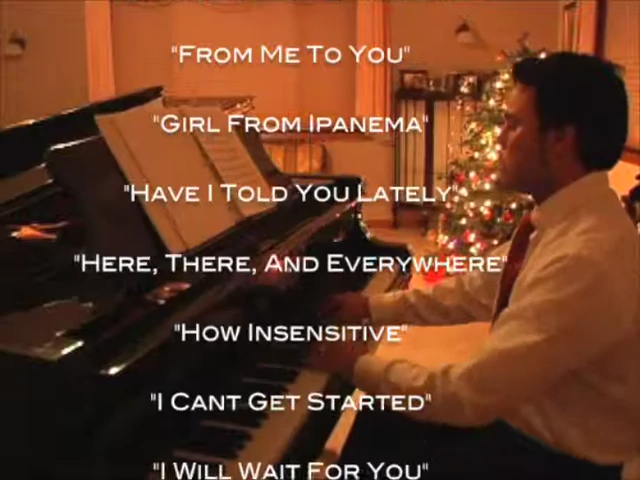 "From Me To You"
"Girl From Ipanema"
"Have I Told You Lately"
"Here, There, And Everywhere"
"How Insensitive"
"I Cant Get Started"
"I Will Wait For You"